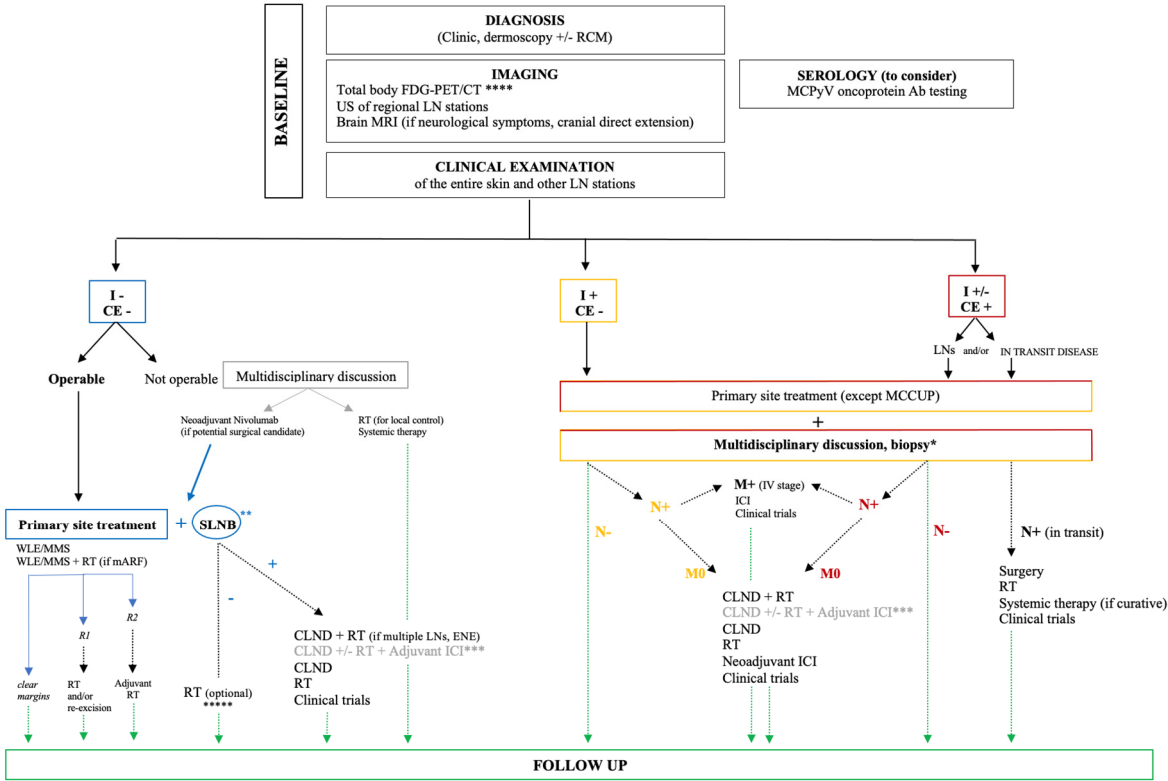 BASELINE
DIAGNOSIS
(Clinic, dermoscopy +/- RCM)
IMAGING
Total body FDG-PET/CT ****
US of regional LN stations
Brain MRI (if neurological symptoms, cranial direct extension)
SEROLOGY (to consider)
MCPyV oncoprotein Ab testing
CLINICAL EXAMINATION
of the entire skin and other LN stations
I -
CE -
I +
CE -
I +/-
CE +
LNs and/or IN TRANSIT DISEASE
Operable
Not operable
Multidisciplinary discussion
Neoadjuvant Nivolumab
(if potential surgical candidate)
RT (for local control)
Systemic therapy
Primary site treatment (except MCCUP)
+
Multidisciplinary discussion, biopsy*
Primary site treatment
+
SLNB
**
WLE/MMS
WLE/MMS + RT (if mARF)
R1
R2
clear
margins
RT
and/or
re-excision
Adjuvant
RT
-
+
RT (optional)
*****
CLND + RT (if multiple LNs, ENE)
CLND +/- RT + Adjuvant ICI***
CLND
RT
Clinical trials
N-
N+
M+ (IV stage)
ICI
Clinical trials
N+
N-
N+ (in transit)
M0
M0
CLND + RT
CLND +/- RT + Adjuvant ICI***
CLND
RT
Neoadjuvant ICI
Clinical trials
Surgery
RT
Systemic therapy (if curative)
Clinical trials
FOLLOW UP